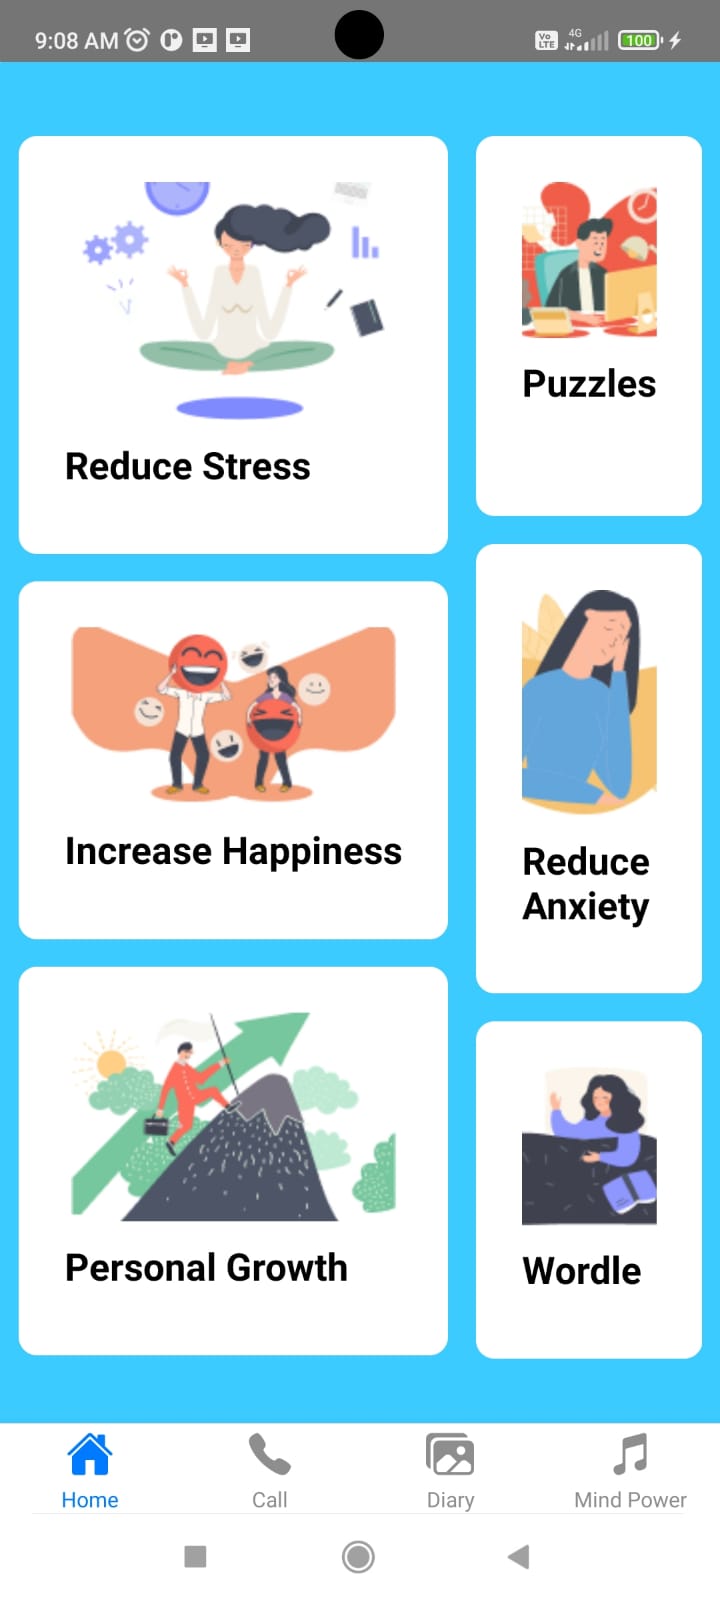 9:08 AM
Vo
LTE
4G
100
Reduce Stress
Puzzles
Increase Happiness
Reduce
Anxiety
Personal Growth
Wordle
Home
Call
Diary
Mind Power